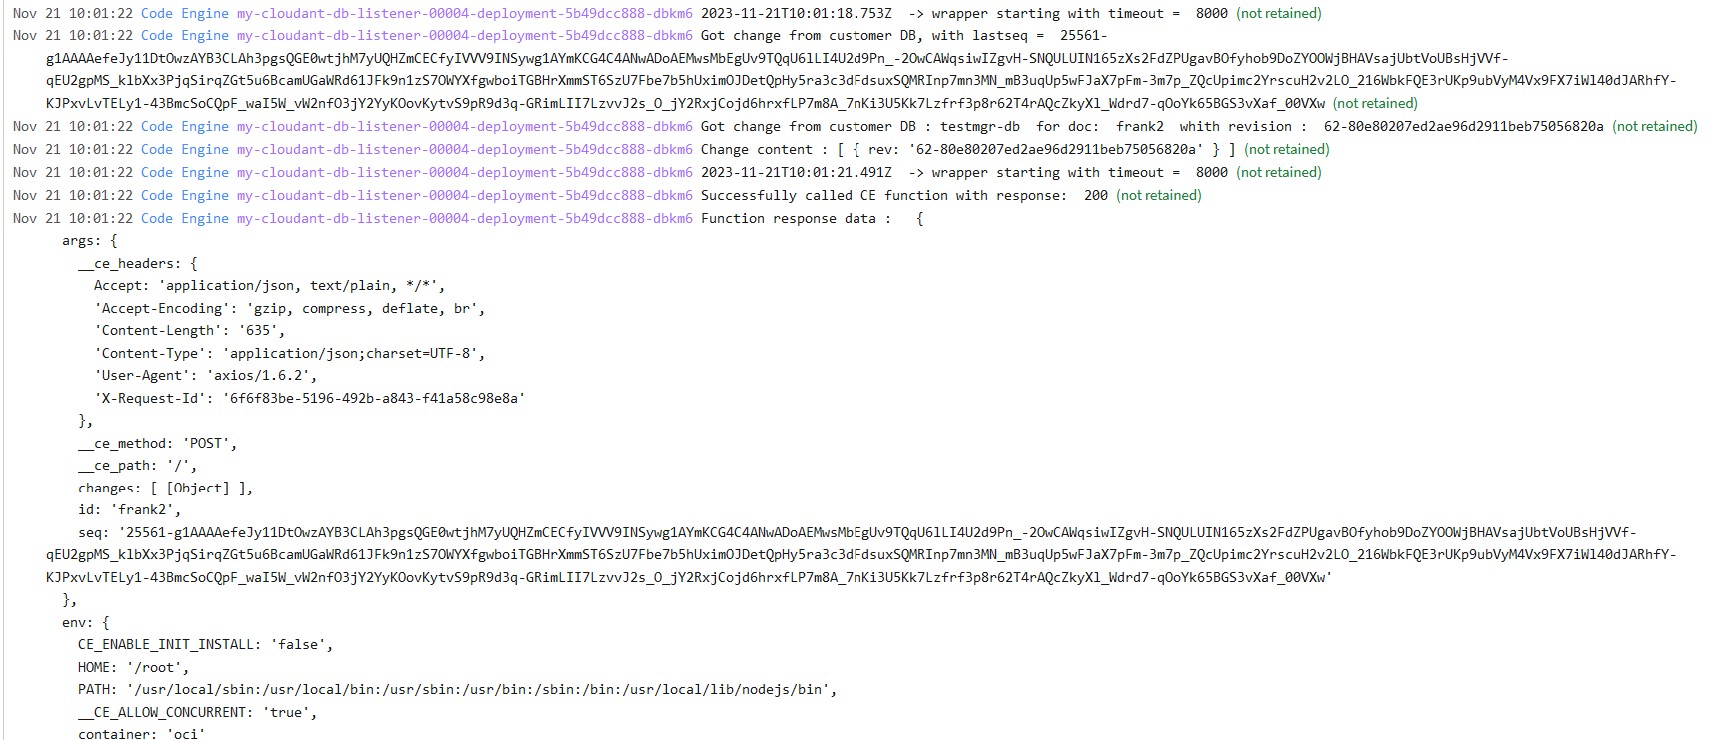 Nov 21 10:01:22 Code Engine my-cloudant-db-listener-00004-deployment-5b49dcc888-dbkm6 2023-11-21T10:01:18.753Z  -> wrapper starting with timeout =  8000 (not retained)
Nov 21 10:01:22 Code Engine my-cloudant-db-listener-00004-deployment-5b49dcc888-dbkm6 Got change from customer DB, with lastseq =  25561-
g1AAAAefeJy11DtOwzAYB3CLAh3pgsQGE0wtjhM7yUQHZmCECfyIVVV9INSywg1AYmKCG4C4ANwADoAEMwsMbEgUv9TQqU6lLI4U2d9Pn_-2OwCAWqsiwIZgvH-SNQULUIN165zXs2FdZPUgavBOfyhob9DoZYOOWjBHAVsajUbtVoUBsHjVVf-
qEU2gpMS_klbXx3PjqSirqZGt5u6BcamUGaWRd61JFk9n1zS7OWYXfgwboiTGBHrXmmST6SzU7Fbe7b5hUximOJDetQpHy5ra3c3dFdsuxSQMRInp7mn3MN_mB3uqUp5wFJaX7pFm-3m7p_ZQcUpimc2YrscuH2v2LO_216WbkFQE3rUKp9ubVyM4Vx9FX7iWl40dJARhfY-
KJPxvLvTELy1-43BmcSoCQpF_waI5W_vW2nfO3jY2YyKOovKytvS9pR9d3q-GRimLII7LzvvJ2s_O_jY2RxjCojd6hrxfLP7m8A_7nKi3U5Kk7Lzfrf3p8r62T4rAQcZkyXl_Wdrd7-qOoYk65BGS3vXaf_00VXw (not retained)
Nov 21 10:01:22 Code Engine my-cloudant-db-listener-00004-deployment-5b49dcc888-dbkm6 Got change from customer DB : testmgr-db  for doc:  frank2  whith revision :  62-80e80207ed2ae96d2911beb75056820a (not retained)
Nov 21 10:01:22 Code Engine my-cloudant-db-listener-00004-deployment-5b49dcc888-dbkm6 Change content : [ { rev: '62-80e80207ed2ae96d2911beb75056820a' } ] (not retained)
Nov 21 10:01:22 Code Engine my-cloudant-db-listener-00004-deployment-5b49dcc888-dbkm6 2023-11-21T10:01:21.491Z  -> wrapper starting with timeout =  8000 (not retained)
Nov 21 10:01:22 Code Engine my-cloudant-db-listener-00004-deployment-5b49dcc888-dbkm6 Successfully called CE function with response:  200 (not retained)
Nov 21 10:01:22 Code Engine my-cloudant-db-listener-00004-deployment-5b49dcc888-dbkm6 Function response data :   {
args: {
__ce_headers: {
Accept: 'application/json, text/plain, */*',
'Accept-Encoding': 'gzip, compress, deflate, br',
'Content-Length': '635',
'Content-Type': 'application/json;charset=UTF-8',
'User-Agent': 'axios/1.6.2',
'X-Request-Id': '6f6f83be-5196-492b-a843-f41a58c98e8a'
},
__ce_method: 'POST',
__ce_path: '/',
changes: [ [Object] ],
id: 'frank2',
seq: '25561-g1AAAAefeJy11DtOwzAYB3CLAh3pgsQGE0wtjhM7yUQHZmCECfyIVVV9INSywg1AYmKCG4C4ANwADoAEMwsMbEgUv9TQqU6lLI4U2d9Pn_-2OwCAWqsiwIZgvH-SNQULUIN165zXs2FdZPUgavBOfyhob9DoZYOOWjBHAVsajUbtVoUBsHjVVf-
qEU2gpMS_klbXx3PjqSirqZGt5u6BcamUGaWRd61JFk9n1zS7OWYXfgwboiTGBHrXmmST6SzU7Fbe7b5hUximOJDetQpHy5ra3c3dFdsuxSQMRInp7mn3MN_mB3uqUp5wFJaX7pFm-3m7p_ZQcUpimc2YrscuH2v2LO_216WbkFQE3rUKp9ubVyM4Vx9FX7iWl40dJARhfY-
KJPxvLvTELy1-43BmcSoCQpF_waI5W_vW2nfO3jY2YyKOovKytvS9pR9d3q-GRimLII7LzvvJ2s_O_jY2RxjCojd6hrxfLP7m8A_7nKi3U5Kk7Lzfrf3p8r62T4rAQcZkyXl_Wdrd7-qOoYk65BGS3vXaf_00VXw'
},
env: {
CE_ENABLE_INIT_INSTALL: 'false',
HOME: '/root',
PATH: '/usr/local/sbin:/usr/local/bin:/usr/sbin:/usr/bin:/sbin:/bin:/usr/local/lib/nodejs/bin',
__CE_ALLOW_CONCURRENT: 'true',
container: 'oci'